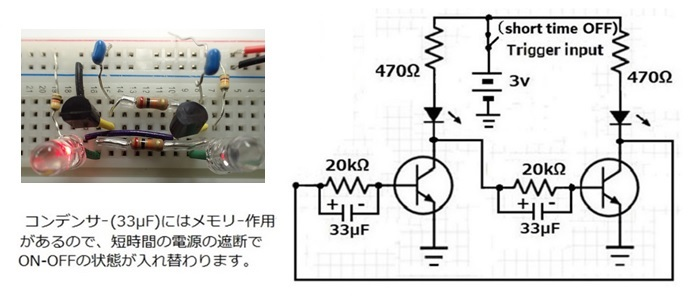 コンデンサｰ(33μF)にはメモリｰ作用
があるので、短時間の電源の遮断で
ON-OFFの状態が入れ替わります。
(short time OFF)
Trigger input
470Ω
3v
470Ω
20kΩ
+ -
33μF
20kΩ
+ -
33μF